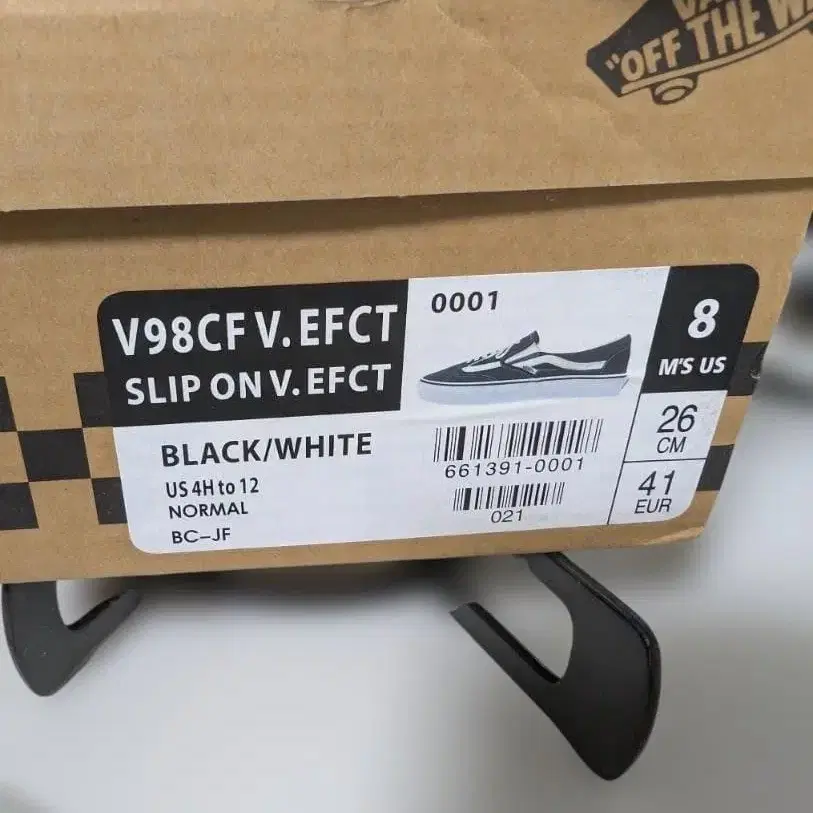 "OFF THE
V98CF V.EFCT
SLIP ON V.EFCT
0001
8
M'S US
BLACK/WHITE
US 4H to 12
NORMAL
BC-JF
661391-0001
021
26
CM
41
EUR